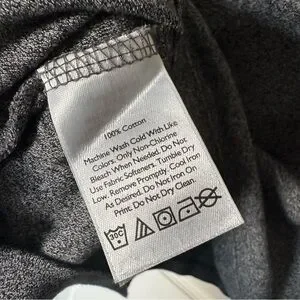 100% Cotton
Machine Wash Cold With Like
Colors. Only Non-Chlorine
Bleach When Needed. Do Not
Use Fabric Softeners. Tumble Dry
Low. Remove Promptly. Cool Iron
As Desired. Do Not Iron On
Print. Do Not Dry Clean.
30C